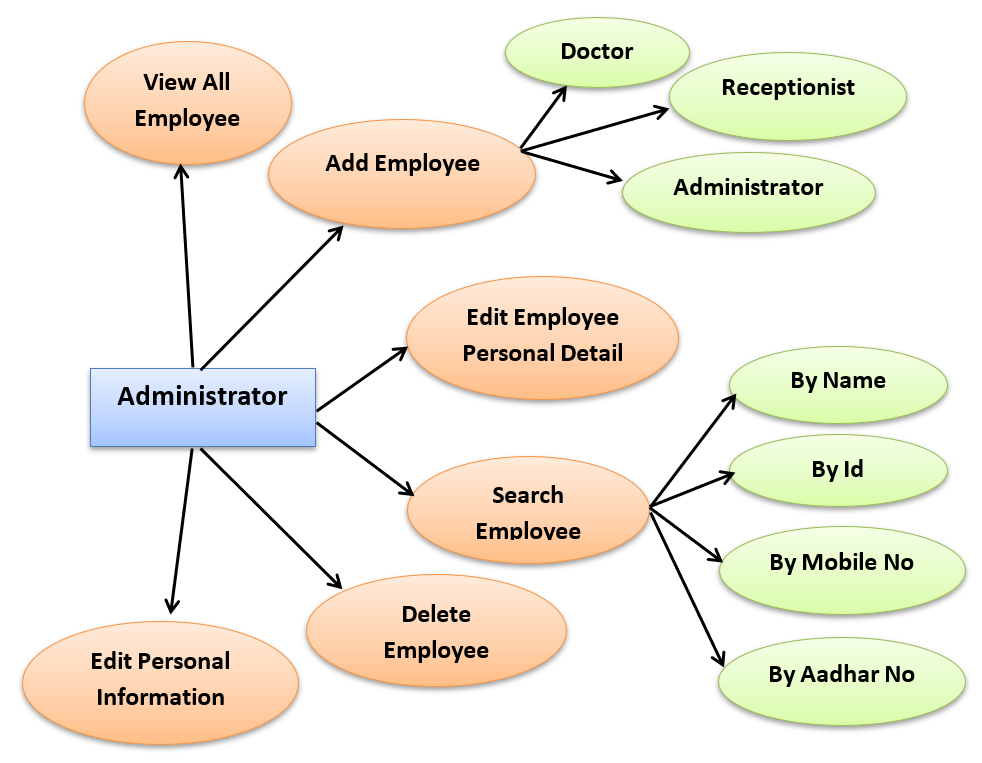 Doctor
View All
Employee
Receptionist
Add Employee
Administrator
Edit Employee
Personal Detail
Administrator
By Name
By Id
Search
Employee
By Mobile No
Delete
Employee
Edit Personal
Information
By Aadhar No